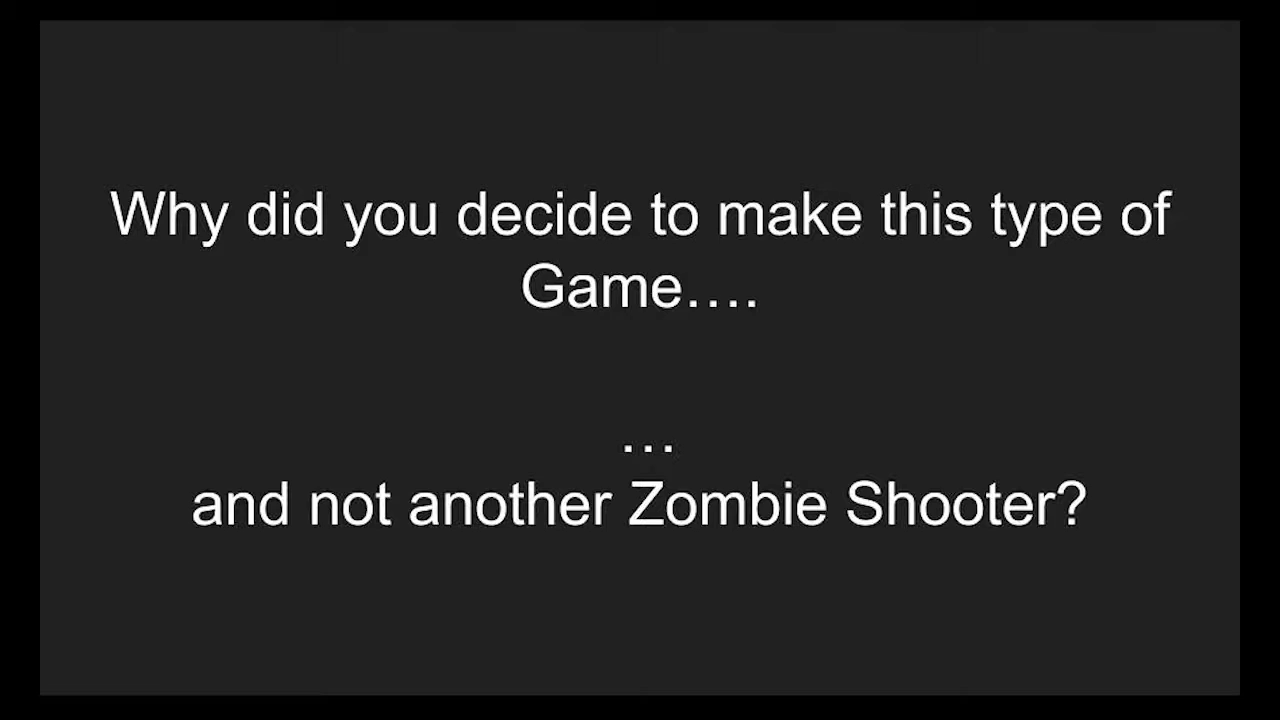 Why did you decide to make this type of
Game….
…
and not another Zombie Shooter?